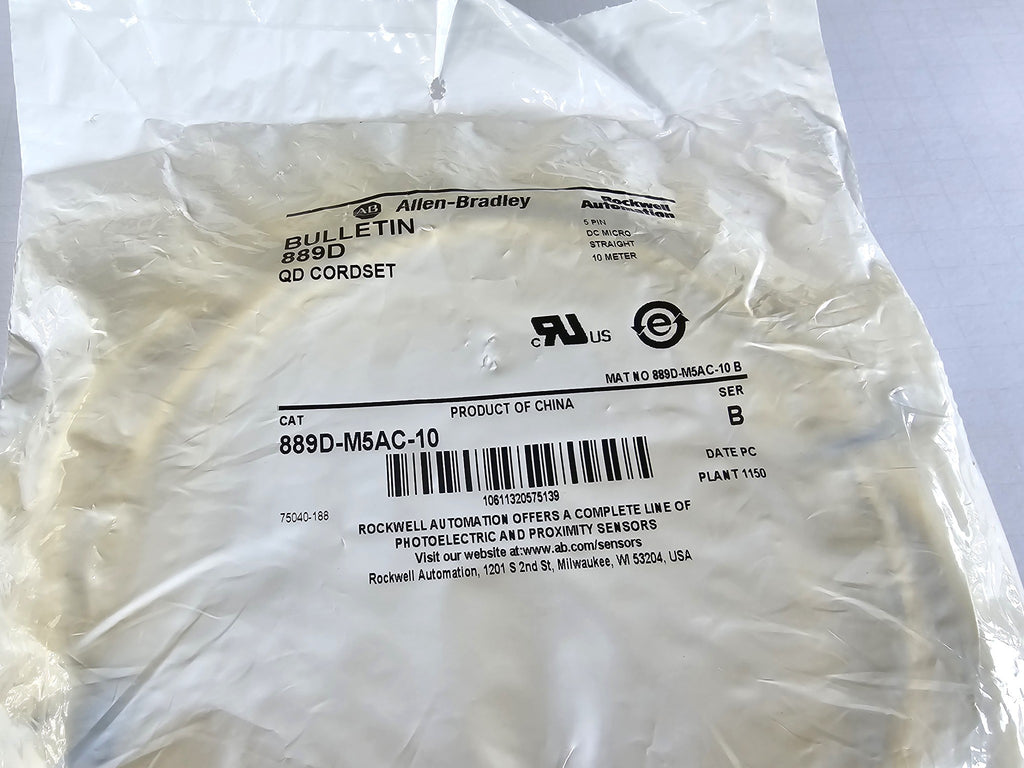 AB Allen-Bradley
Rockwell
Automation
BULLETIN
889D
QD CORDSET
5 PIN
DC MICRO
STRAIGHT
10 METER
c RU US
e
MAT NO 889D-M5AC-10 B
CAT
PRODUCT OF CHINA
SER
889D-M5AC-10
B
10611320575139
DATE PC
PLANT 1150
75040-188
ROCKWELL AUTOMATION OFFERS A COMPLETE LINE OF
PHOTOELECTRIC AND PROXIMITY SENSORS
Visit our website at:www.ab.com/sensors
Rockwell Automation, 1201 S 2nd St, Milwaukee, WI 53204, USA